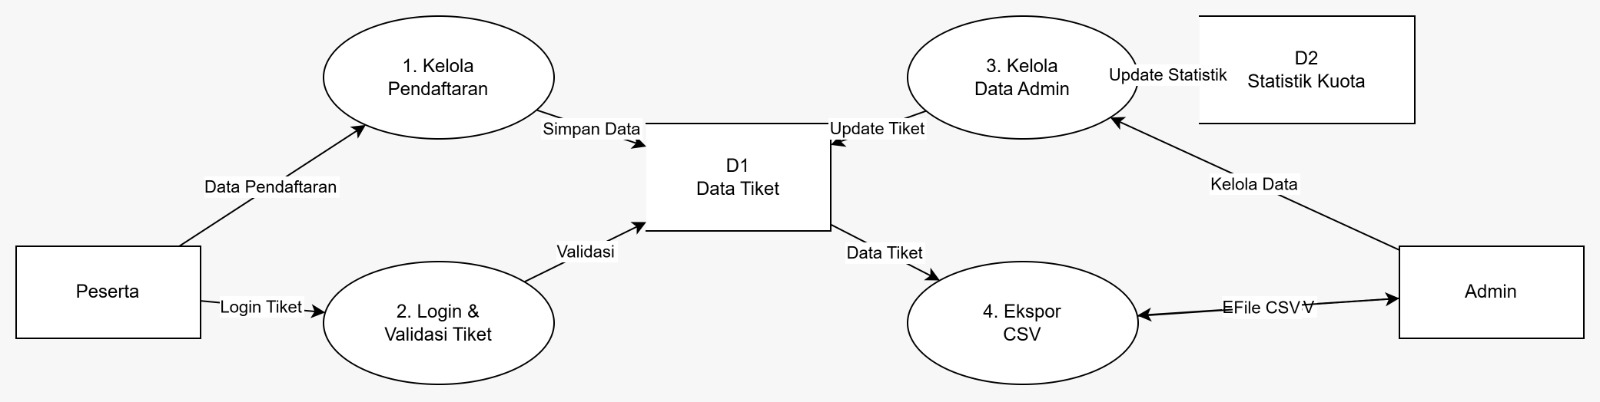 1. Kelola
Pendaftaran
3. Kelola
Data Admin
Update Statistik
D2
Statistik Kuota
Simpan Data
Update Tiket
D1
Data Tiket
Data Pendaftaran
Kelola Data
Validasi
Data Tiket
Peserta
Login Tiket
2. Login &
Validasi Tiket
4. Ekspor
CSV
File CSV
Admin